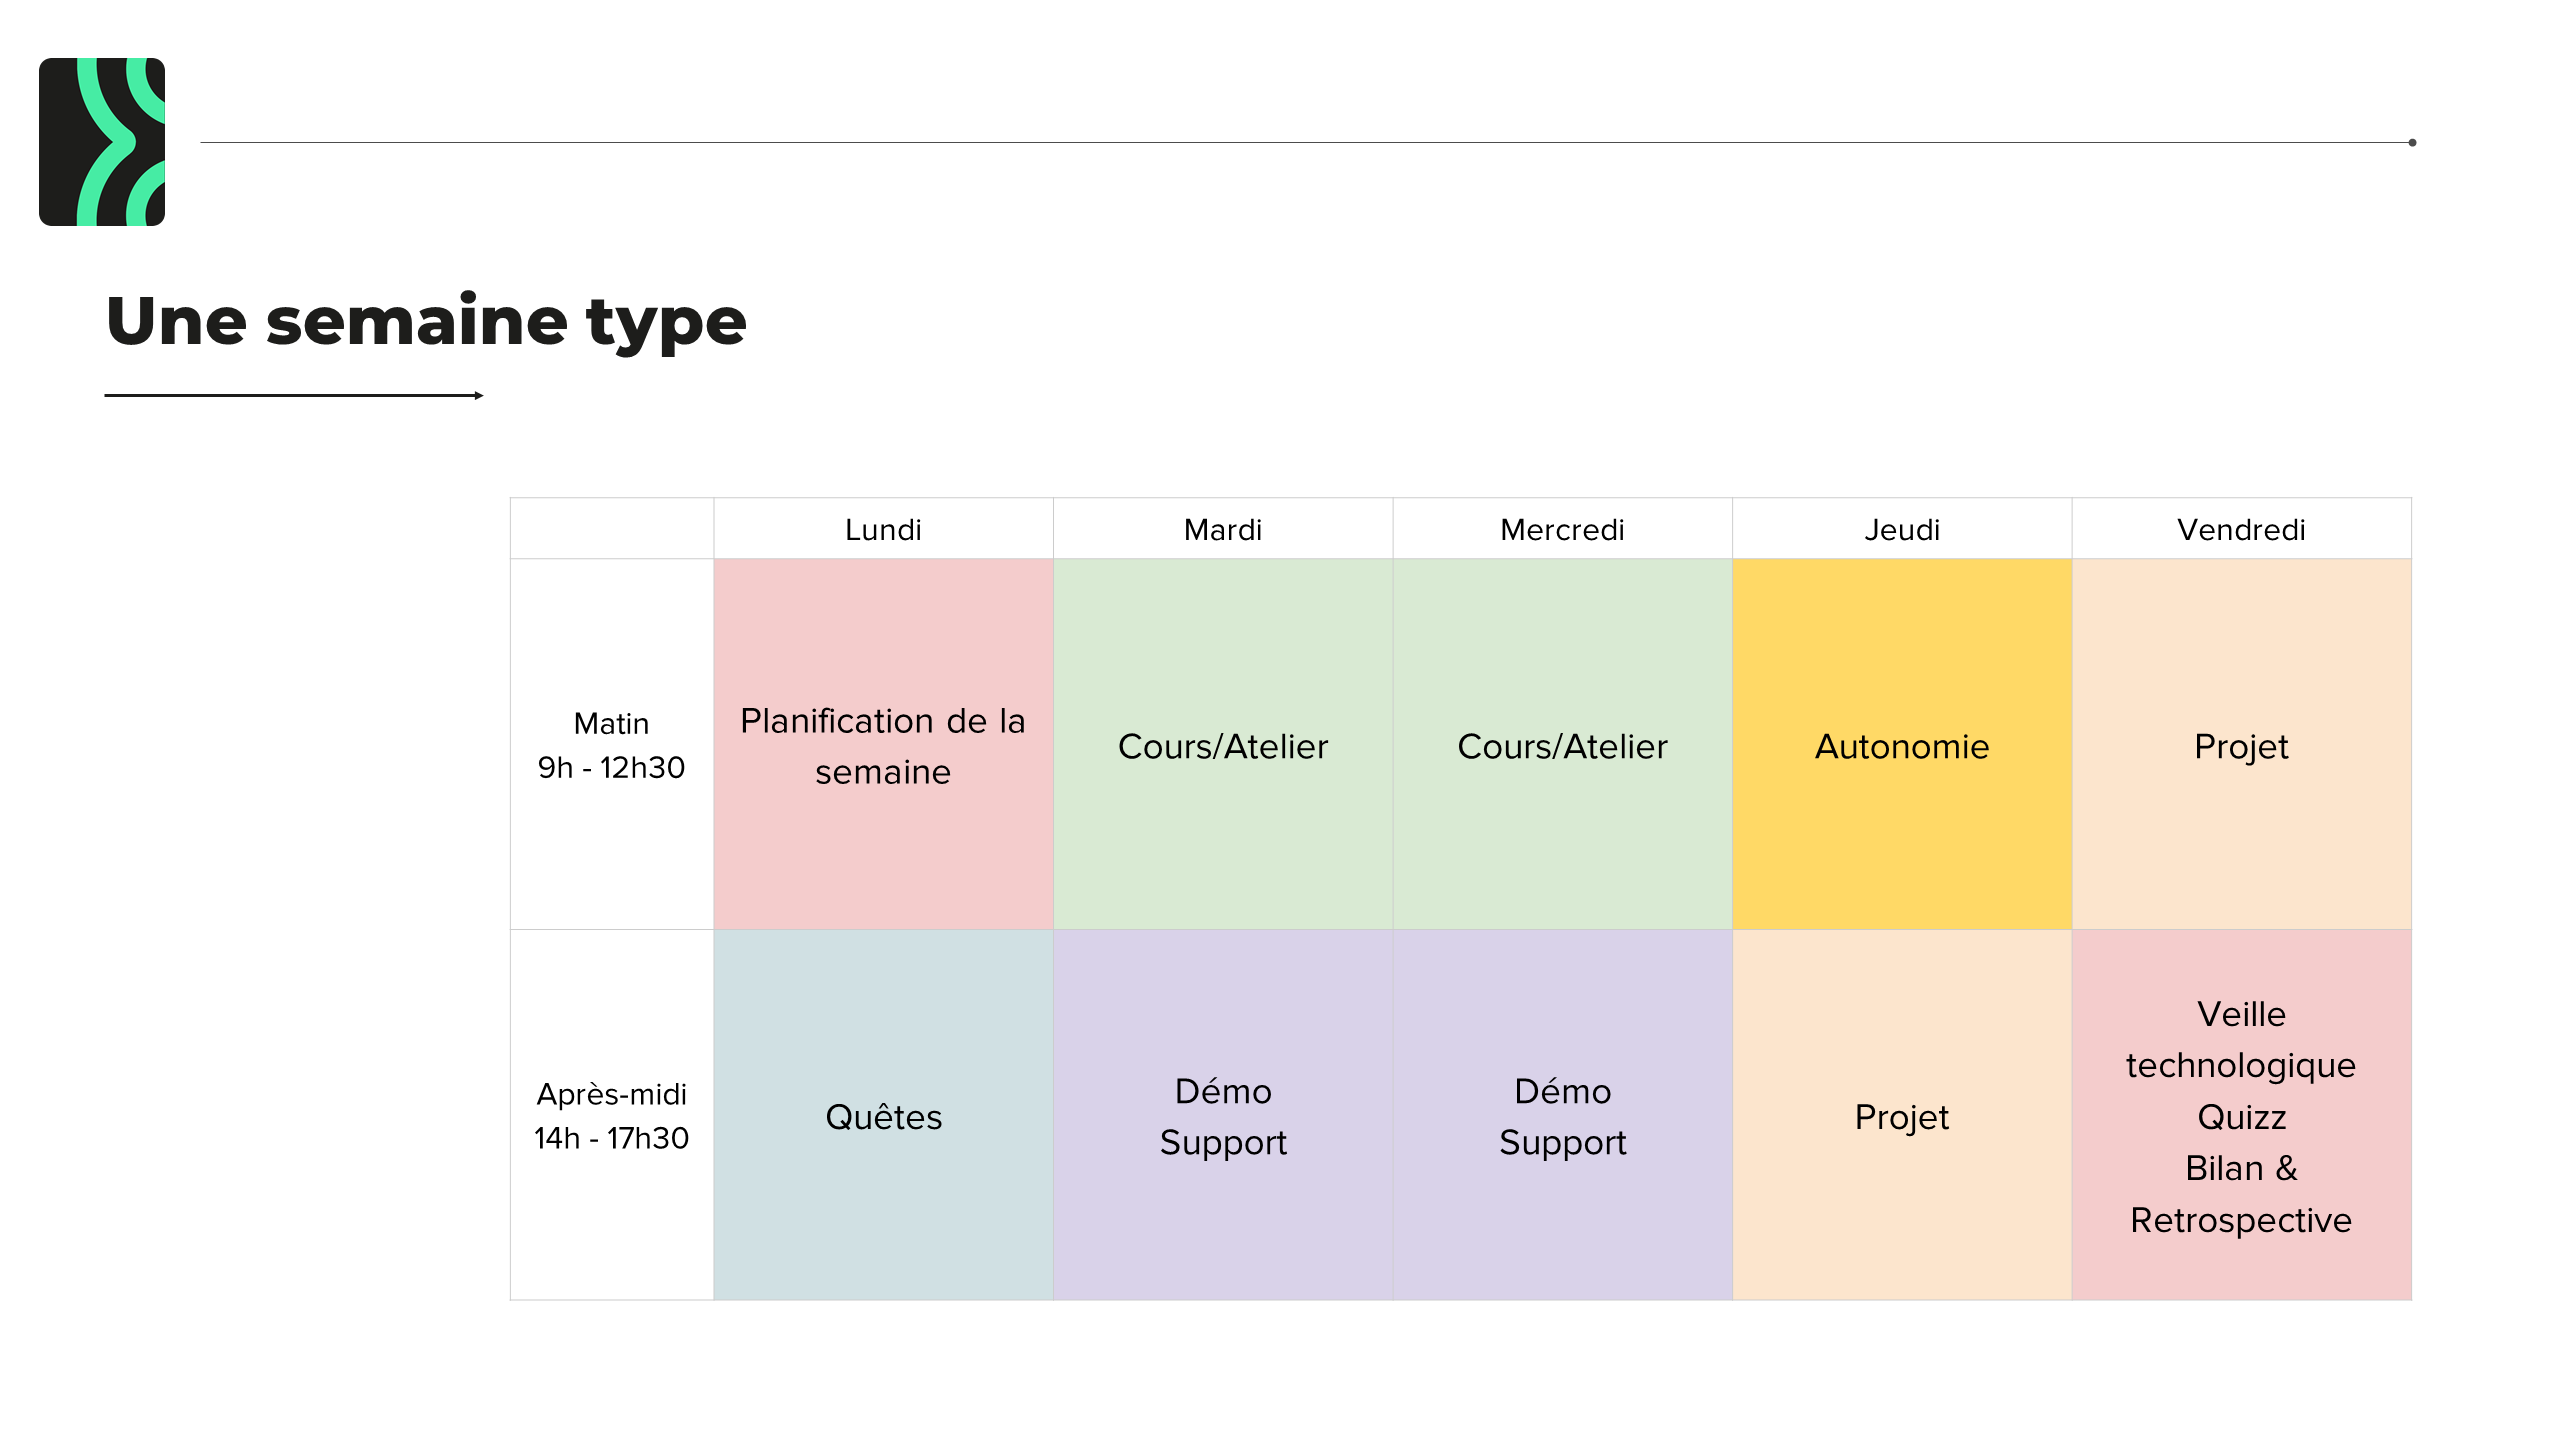 Une semaine type
Lundi
Mardi
Mercredi
Jeudi
Vendredi
Matin
9h - 12h30
Planification de la
semaine
Cours/Atelier
Cours/Atelier
Autonomie
Projet
Après-midi
14h - 17h30
Quêtes
Démo
Support
Démo
Support
Projet
Veille
technologique
Quizz
Bilan &
Retrospective